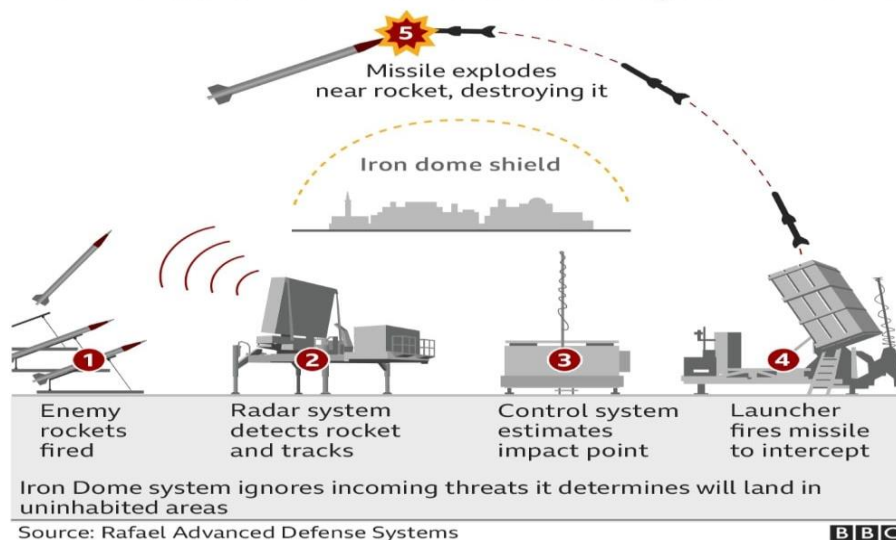 5
Missile explodes
near rocket, destroying it
Iron dome shield
1
2
3
4
Enemy
rockets
fired
Radar system
detects rocket
and tracks
Control system
estimates
impact point
Launcher
fires missile
to intercept
Iron Dome system ignores incoming threats it determines will land in
uninhabited areas
Source: Rafael Advanced Defense Systems
BBC